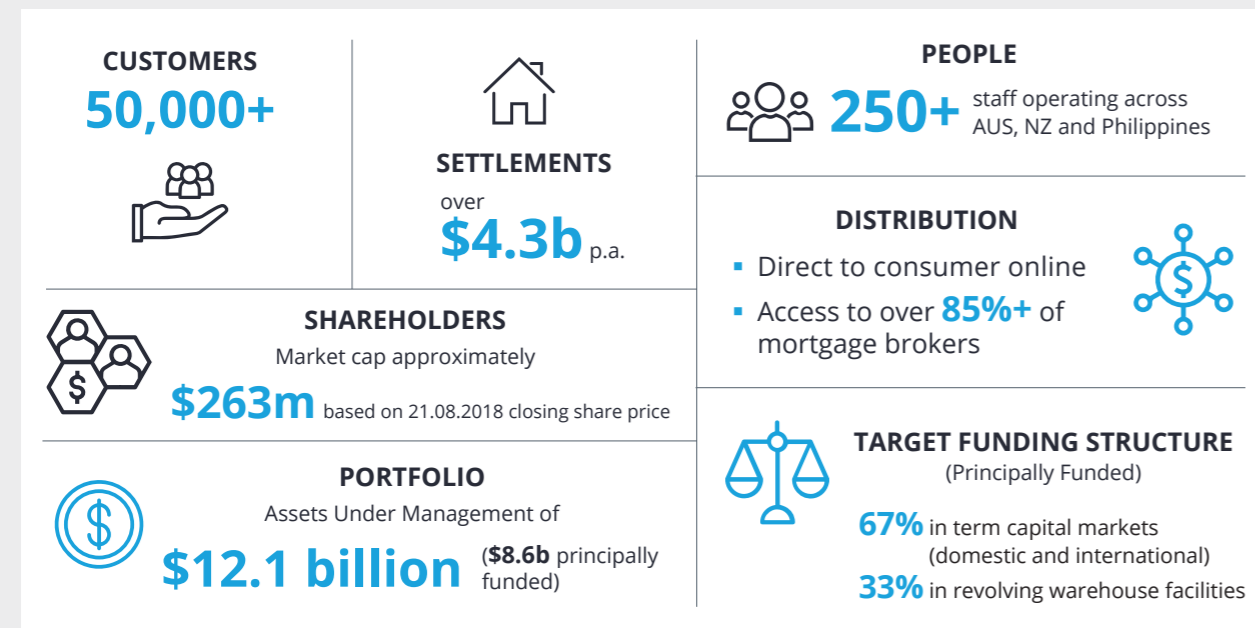 CUSTOMERS
50,000+
SETTLEMENTS
over
$4.3b p.a.
SHAREHOLDERS
Market cap approximately
$263m based on 21.08.2018 closing share price
$
PORTFOLIO
Assets Under Management of
$12.1 billion ($8.6b principally
funded)
$
PEOPLE
250+ staff operating across
AUS, NZ and Philippines
DISTRIBUTION
▪ Direct to consumer online
▪ Access to over 85%+ of
mortgage brokers
$
TARGET FUNDING STRUCTURE
(Principally Funded)
67% in term capital markets
(domestic and international)
33% in revolving warehouse facilities